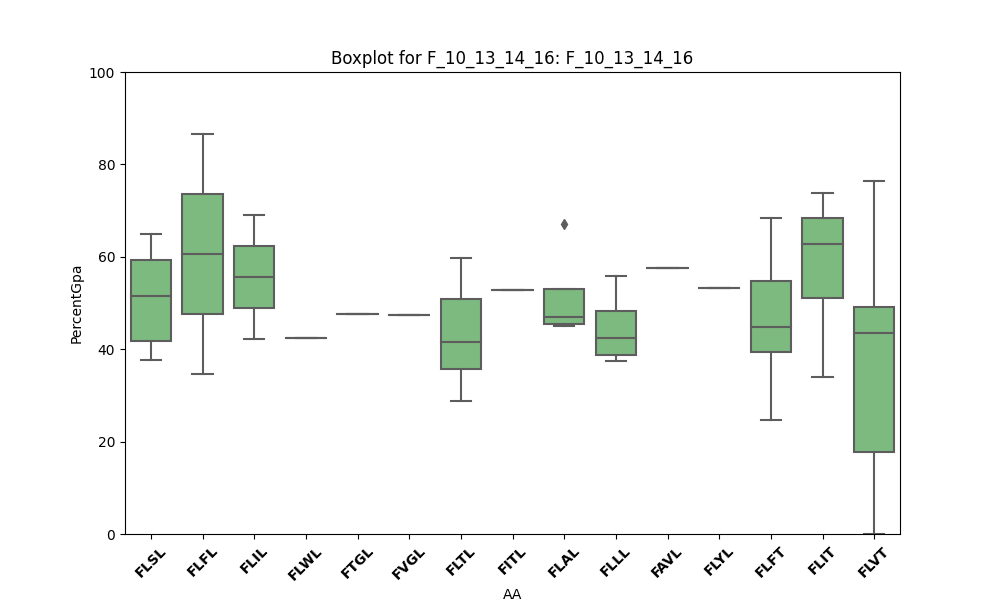 Boxplot for F_10_13_14_16: F_10_13_14_16
PercentGpa
100
80
60
40
20
0
FLSL FLFL FLIL FLWL FTGL FVGL FLTL FITL FLAL FLLL FAVL FLYL FLFT FLIT FLVT
AA